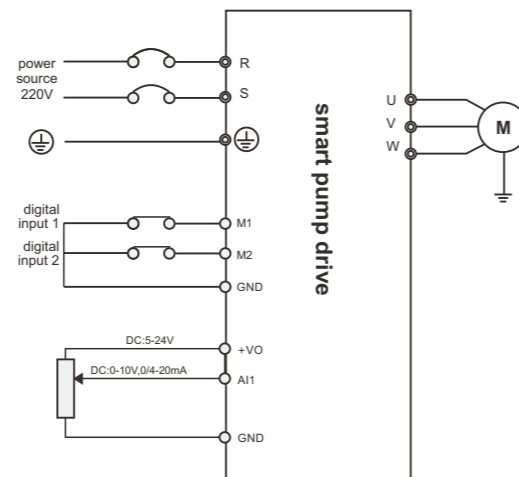 power
source
220V
R
S
digital
input 1
digital
input 2
M1
M2
GND
DC:5-24V
+VO
DC:0-10V,0/4-20mA
AI1
GND
smart pump drive
U
V
W
M